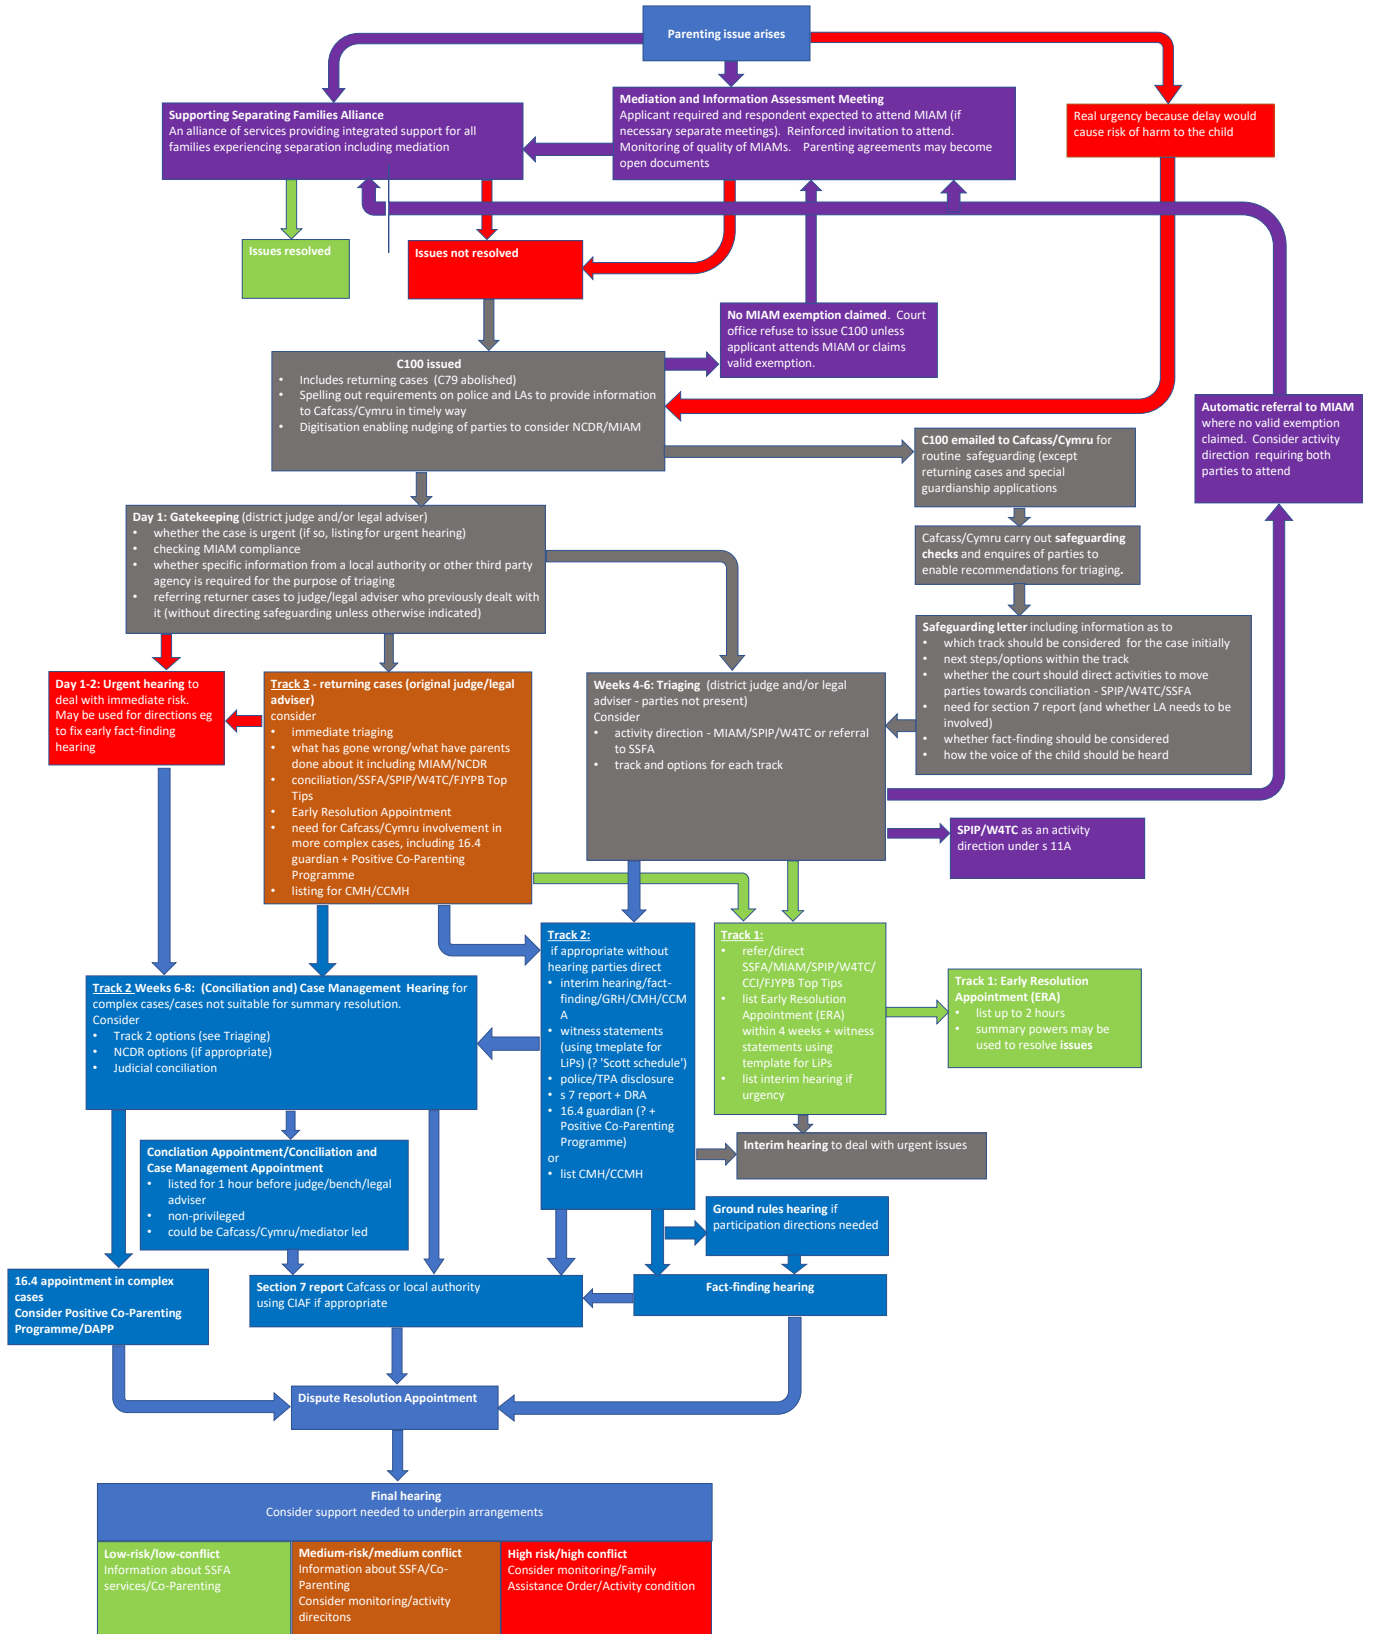 Parenting issue arises
Supporting Separating Families Alliance
An alliance of services providing integrated support for all
families experiencing separation including mediation
Mediation and Information Assessment Meeting
Applicant required and respondent expected to attend MIAM (if
necessary separate meetings). Reinforced invitation to attend.
Monitoring of quality of MIAMs. Parenting agreements may become
open documents
Real urgency because delay would
cause risk of harm to the child
Issues resolved
Issues not resolved
No MIAM exemption claimed. Court
office refuse to issue C100 unless
applicant attends MIAM or claims
valid exemption.
C100 issued
• Includes returning cases (C79 abolished)
• Spelling out requirements on police and LAs to provide information
to Cafcass/Cymru in timely way
• Digitisation enabling nudging of parties to consider NCDR/MIAM
Automatic referral to MIAM
where no valid exemption
claimed. Consider activity
direction requiring both
parties to attend
C100 emailed to Cafcass/Cymru for
routine safeguarding (except
returning cases and special
guardianship applications
Day 1: Gatekeeping (district judge and/or legal adviser)
• whether the case is urgent (if so, listing for urgent hearing)
• checking MIAM compliance
• whether specific information from a local authority or other third party
agency is required for the purpose of triaging
• referring returner cases to judge/legal adviser who previously dealt with
it (without directing safeguarding unless otherwise indicated)
Cafcass/Cymru carry out safeguarding
checks and enquires of parties to
enable recommendations for triaging.
Safeguarding letter including information as to
• which track should be considered for the case initially
• next steps/options within the track
• whether the court should direct activities to move
parties towards conciliation - SPIP/W4TC/SSFA
• need for section 7 report (and whether LA needs to be
involved)
• whether fact-finding should be considered
• how the voice of the child should be heard
Day 1-2: Urgent hearing to
deal with immediate risk.
May be used for directions eg
to fix early fact-finding
hearing
Track 3 - returning cases (original judge/legal
adviser)
consider
• immediate triaging
• what has gone wrong/what have parents
done about it including MIAM/NCDR
• conciliation/SSFA/SPIP/W4TC/FJYPB Top
Tips
• Early Resolution Appointment
• need for Cafcass/Cymru involvement in
more complex cases, including 16.4
guardian + Positive Co-Parenting
Programme
• listing for CMH/CCMH
Weeks 4-6: Triaging (district judge and/or legal
adviser - parties not present)
Consider
• activity direction - MIAM/SPIP/W4TC or referral
to SSFA
• track and options for each track
SPIP/W4TC as an activity
direction under s 11A
Track 2:
if appropriate without
hearing parties direct
• interim hearing/fact-
finding/GRH/CMH/CCM
A
• witness statements
(using tmeplate for
LiPs) (? 'Scott schedule')
• police/TPA disclosure
• s 7 report + DRA
• 16.4 guardian (? +
Positive Co-Parenting
Programme)
or
• list CMH/CCMH
Track 1:
• refer/direct
SSFA/MIAM/SPIP/W4TC/
CCI/FJYPB Top Tips
• list Early Resolution
Appointment (ERA)
within 4 weeks + witness
statements using
template for LiPs
• list interim hearing if
urgency
Track 1: Early Resolution
Appointment (ERA)
• list up to 2 hours
• summary powers may be
used to resolve issues
Track 2 Weeks 6-8: (Conciliation and) Case Management Hearing for
complex cases/cases not suitable for summary resolution.
Consider
• Track 2 options (see Triaging)
• NCDR options (if appropriate)
• Judicial conciliation
Interim hearing to deal with urgent issues
Concliation Appointment/Conciliation and
Case Management Appointment
• listed for 1 hour before judge/bench/legal
adviser
• non-privileged
• could be Cafcass/Cymru/mediator led
Ground rules hearing if
participation directions needed
16.4 appointment in complex
cases
Consider Positive Co-Parenting
Programme/DAPP
Section 7 report Cafcass or local authority
using CIAF if appropriate
Fact-finding hearing
Dispute Resolution Appointment
Final hearing
Consider support needed to underpin arrangements
Low-risk/low-conflict
Information about SSFA
services/Co-Parenting
Medium-risk/medium conflict
Information about SSFA/Co-
Parenting
Consider monitoring/activity
direcitons
High risk/high conflict
Consider monitoring/Family
Assistance Order/Activity condition